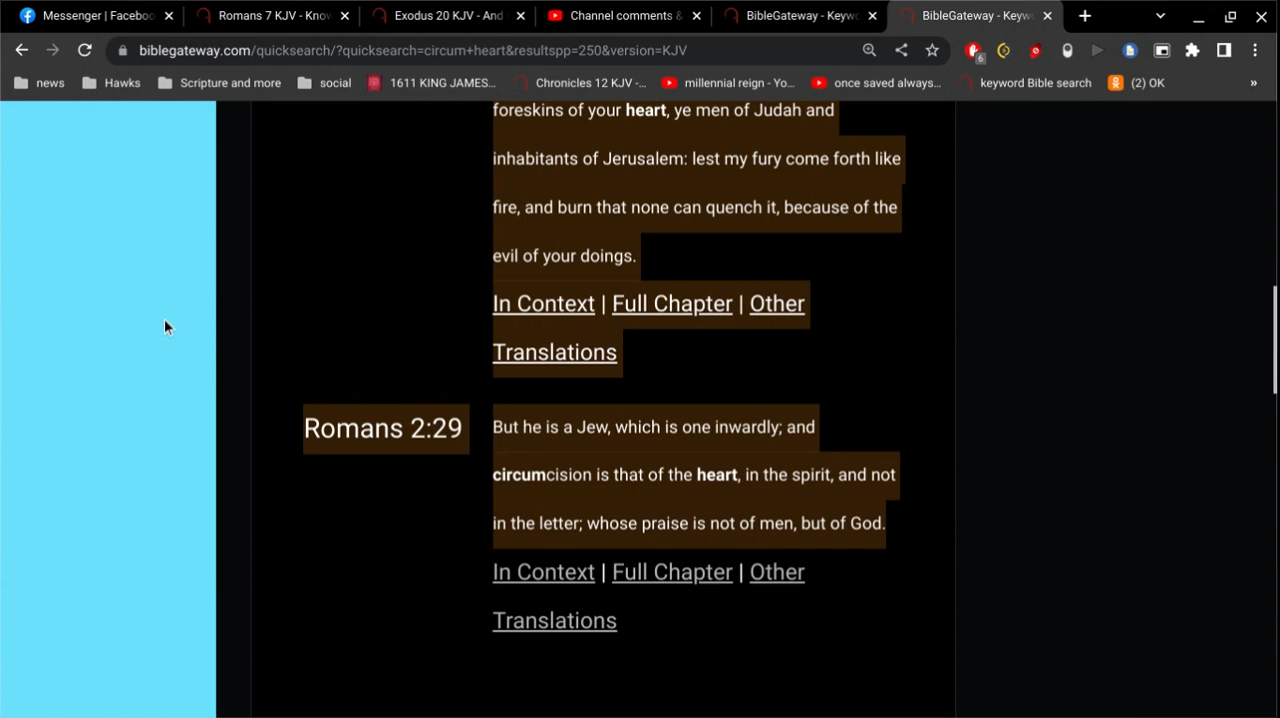 Messenger | Faceboo
Romans 7 KJV - Know
Exodus 20 KJV - And
Channel comments &
BibleGateway - Keyw
BibleGateway - Keyw
biblegateway.com/quicksearch/?quicksearch=circum+heart&resultspp=250&version=KJV
6
news
Hawks
Scripture and more
social
1611 KING JAMES...
Chronicles 12 KJV -...
millennial reign - Yo...
once saved always...
keyword Bible search
(2) OK
»
foreskins of your heart, ye men of Judah and
inhabitants of Jerusalem: lest my fury come forth like
fire, and burn that none can quench it, because of the
evil of your doings.
In Context | Full Chapter | Other
Translations
Romans 2:29
But he is a Jew, which is one inwardly; and
circumcision is that of the heart, in the spirit, and not
in the letter; whose praise is not of men, but of God.
In Context | Full Chapter | Other
Translations